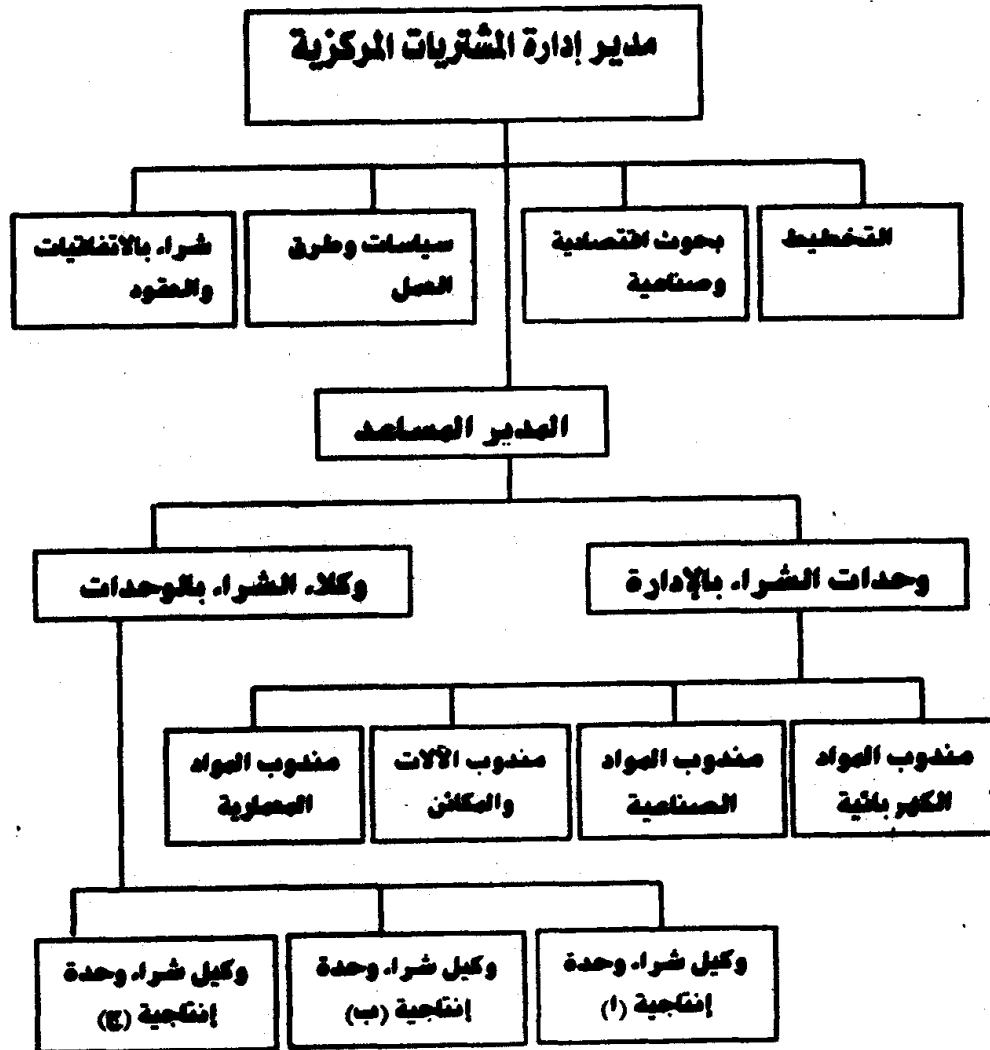 مدير إدارة المشتريات المركزية
التخطيط
بحوث اقتصادية
وصناعية
سياسات وطرق
العمل
شراء بالاتفاقيات
والعقود
المدير المساعد
وحدات الشراء بالإدارة
وكلاء الشراء بالوحدات
مندوب المواد
الكهربائية
مندوب المواد
الصناعية
مندوب الآلات
والمكائن
مندوب المواد
المعمارية
وكيل شراء وحدة
إنتاجية (ا)
وكيل شراء وحدة
إنتاجية (ب)
وكيل شراء وحدة
إنتاجية (ج)